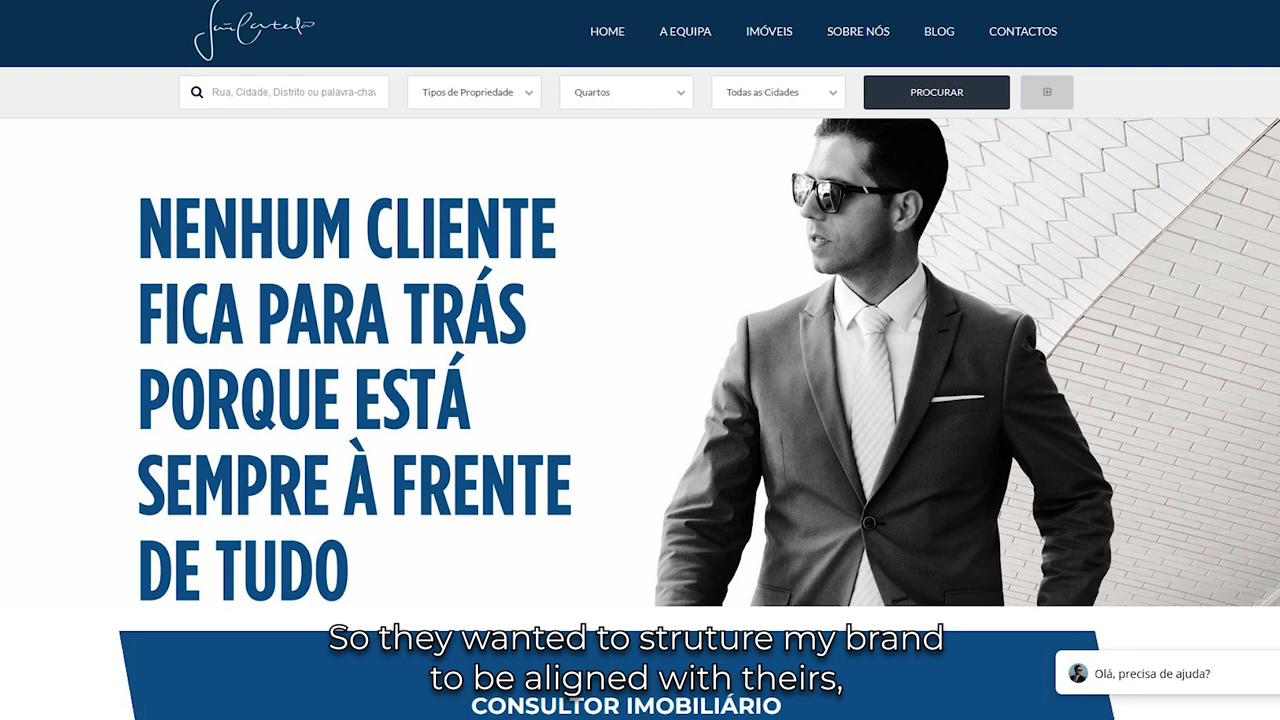 HOME
A EQUIPA
IMÓVEIS
SOBRE NÓS
BLOG
CONTACTOS
Rua, Cidade, Distrito ou palavra-chav
Tipos de Propriedade
Quartos
Todas as Cidades
PROCURAR
NENHUM CLIENTE
FICA PARA TRÁS
PORQUE ESTÁ
SEMPRE À FRENTE
DE TUDO
So they wanted to struture my brand
to be aligned with theirs,
Olá, precisa de ajuda?
CONSULTOR IMOBILIÁRIO